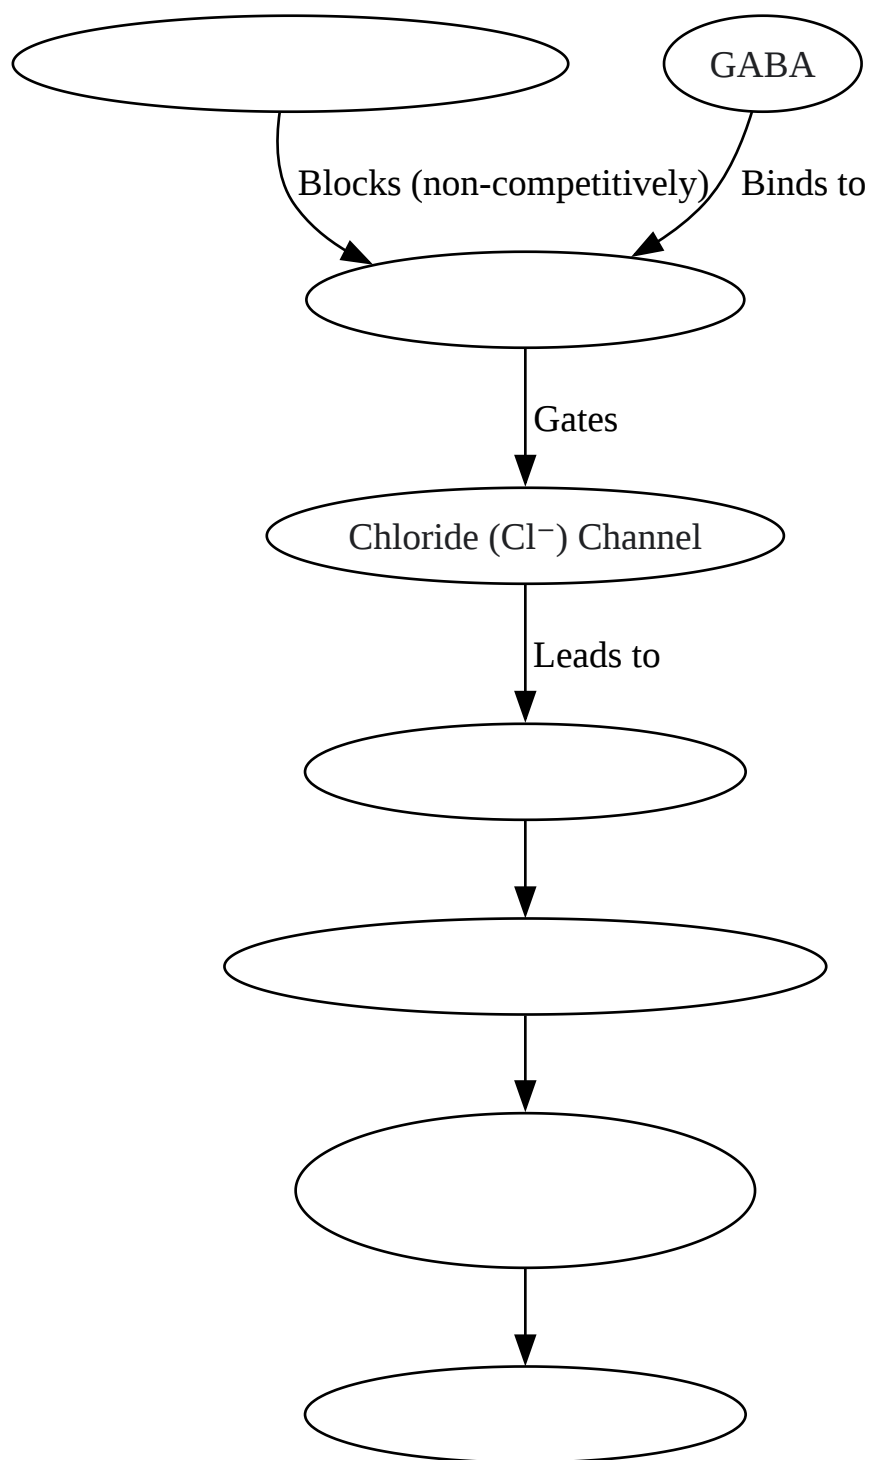 GABA
Blocks (non-competitively)
Binds to
Gates
Chloride (Cl⁻) Channel
Leads to